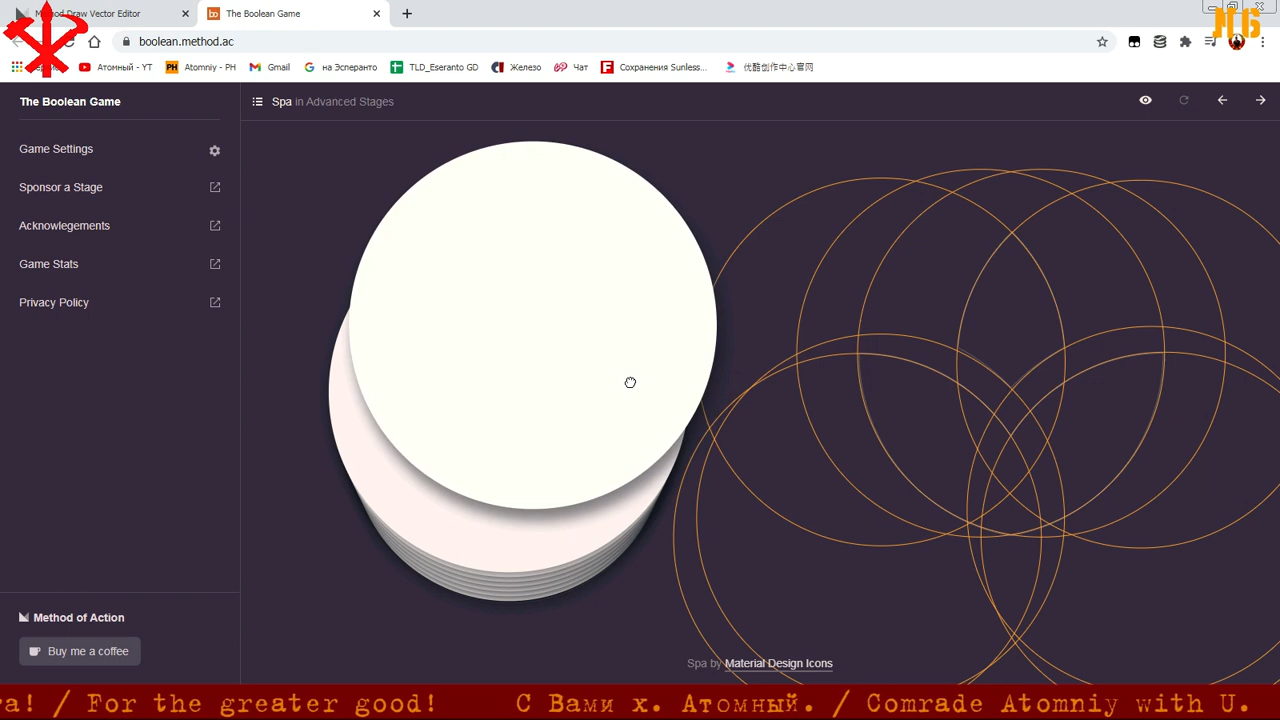 Method Draw Vector Editor
The Boolean Game
boolean.method.ac
МБ
Атомный - YT
Atomniy - PH
Gmail
на Эсперанто
TLD_Eseranto GD
Железо
Чат
Сохранения Sunless...
优酷创作中心官网
The Boolean Game
Spa in Advanced Stages
Game Settings
Sponsor a Stage
Acknowlegements
Game Stats
Privacy Policy
Method of Action
Buy me a coffee
Spa by Material Design Icons
ra! / For the greater good! С Вами х. Атомный. / Comrade Atomniy with U.